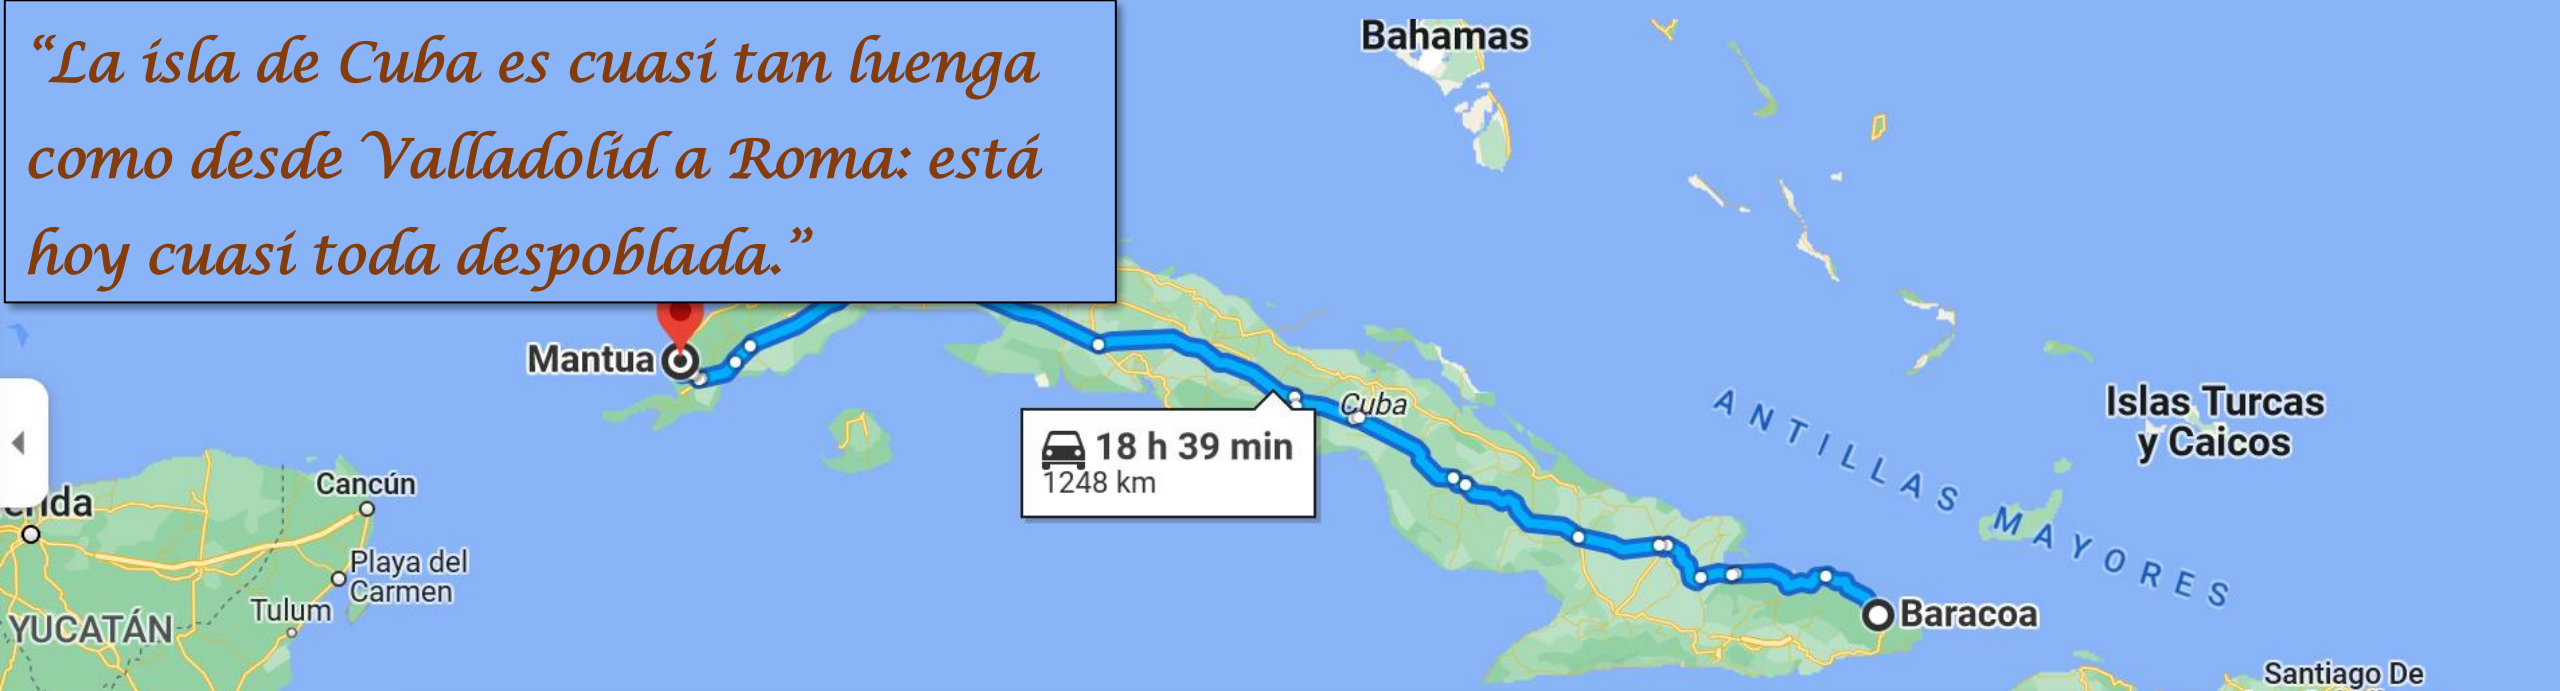 “La isla de Cuba es cuasi tan luenga
como desde Valladolid a Roma: está
hoy cuasi toda despoblada.”
Bahamas
Mantua
Cuba
18 h 39 min
1248 km
ANTILLAS MAYORES
Islas Turcas
y Caicos
Cancún
Playa del
Carmen
Tulum
YUCATÁN
Baracoa
Santiago De